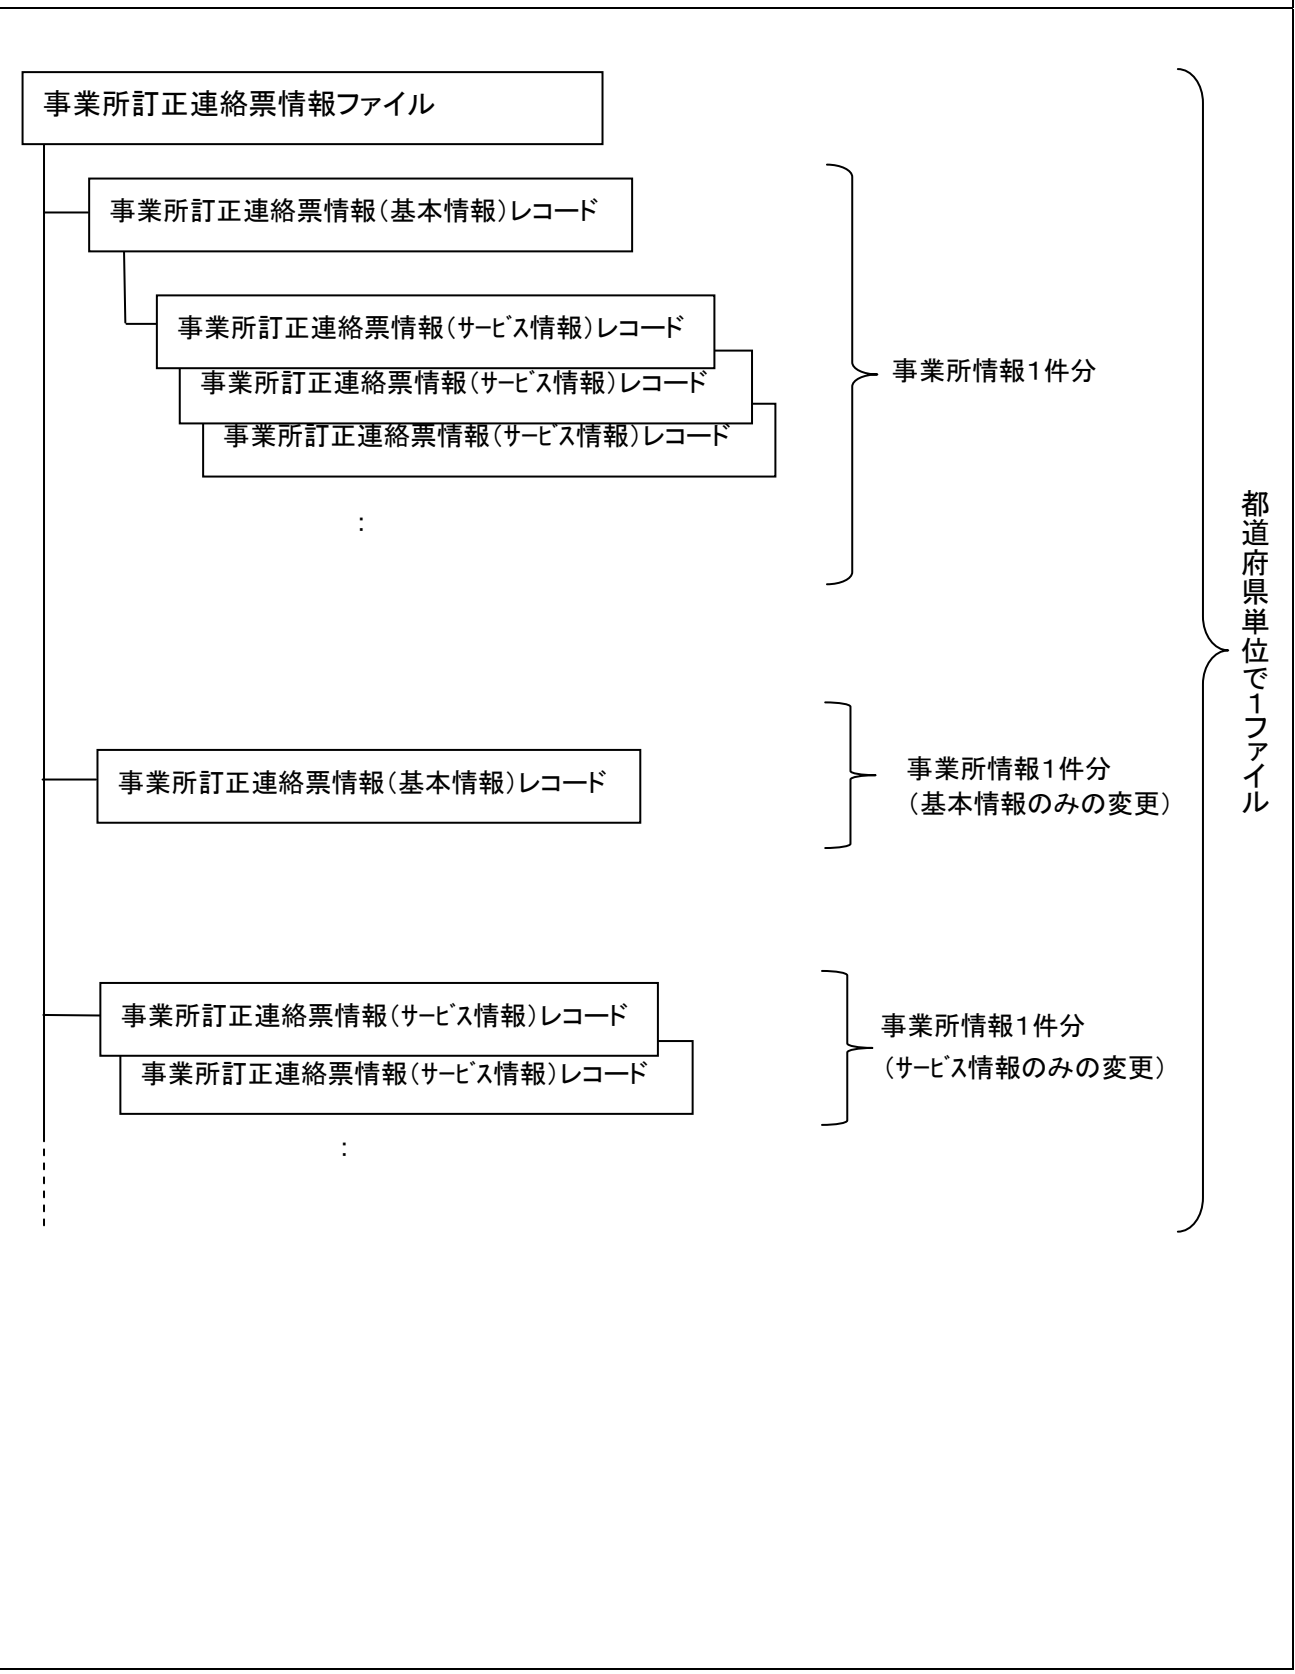 事業所訂正連絡票情報ファイル
事業所訂正連絡票情報（基本情報）レコード
事業所訂正連絡票情報（ｻｰﾋﾞｽ情報）レコード
事業所訂正連絡票情報（ｻｰﾋﾞｽ情報）レコード
事業所訂正連絡票情報（ｻｰﾋﾞｽ情報）レコード
：
事業所情報１件分
事業所訂正連絡票情報（基本情報）レコード
事業所情報１件分
（基本情報のみの変更）
事業所訂正連絡票情報（ｻｰﾋﾞｽ情報）レコード
事業所訂正連絡票情報（ｻｰﾋﾞｽ情報）レコード
：
事業所情報１件分
（ｻｰﾋﾞｽ情報のみの変更）
都道府県単位で１ファイル